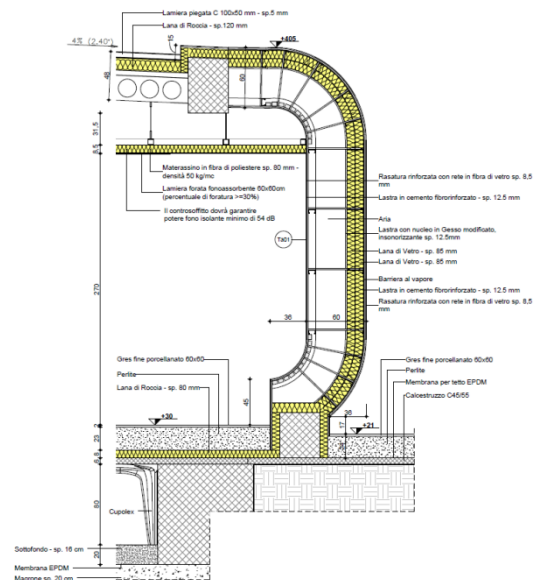 Lamiera piegata C 100x50 mm - sp.5 mm
Lana di Roccia - sp.120 mm
4% (2,40°)
15
+405
48
60
31,5
Materassino in fibra di poliestere sp. 80 mm -
densità 50 kg/mc
Lamiera forata fonoassorbente 60x60cm
(percentuale di foratura >=30%)
Il controsoffitto dovrà garantire
potere fono isolante minimo di 54 dB
Rasatura rinforzata con rete in fibra di vetro sp. 8,5
mm
Lastra in cemento fibrorinforzato - sp. 12.5 mm
Aria
Lastra con nucleo in Gesso modificato,
insonorizzante sp. 12.5mm
Lana di Vetro - sp. 85 mm
Lana di Vetro - sp. 85 mm
Barriera al vapore
Lastra in cemento fibrorinforzato - sp. 12.5 mm
Rasatura rinforzata con rete in fibra di vetro sp. 8,5
mm
270
36
60
Gres fine porcellanato 60x60
Perlite
Lana di Roccia - sp. 80 mm
45
Gres fine porcellanato 60x60
Perlite
Membrana per tetto EPDM
Calcestruzzo C45/55
36
+30
17
+21
2
23
80
Cupolex
20
Sottofondo - sp. 16 cm
Membrana EPDM
Magrone sp. 20 cm